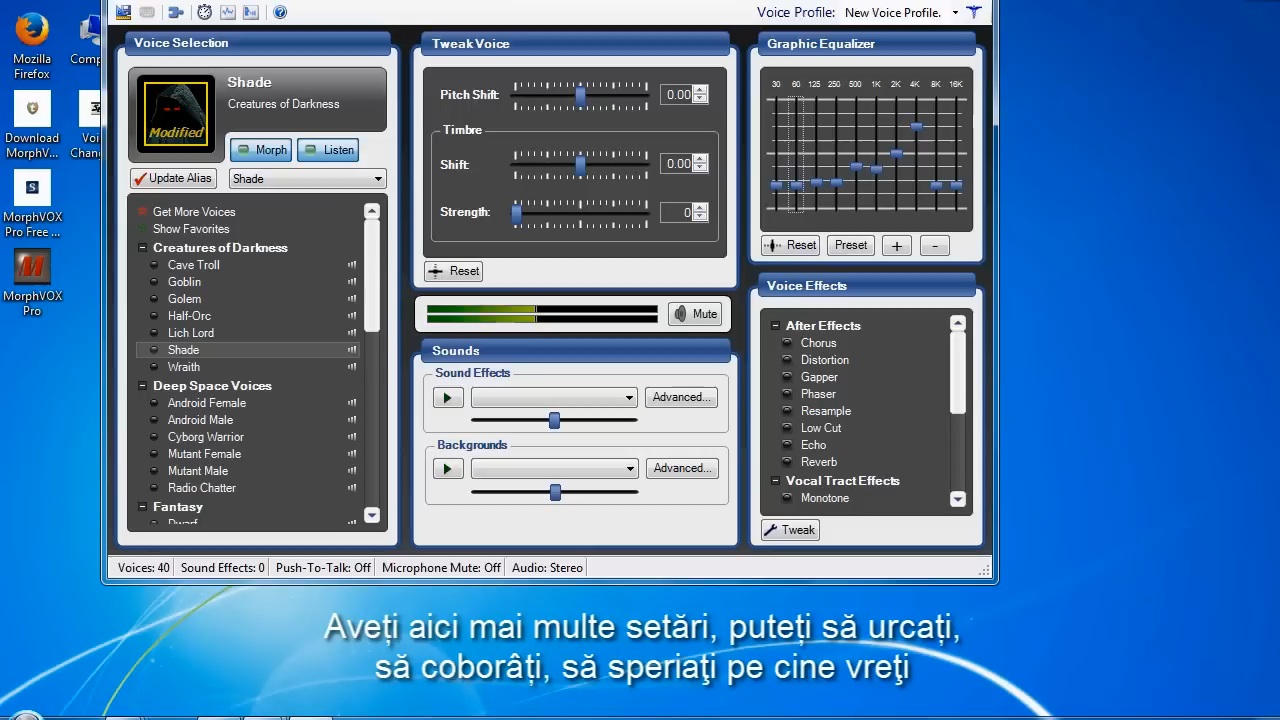 Voice Profile: New Voice Profile.
Mozilla
Firefox
Comp
Download
MorphV...
Voi
Chang
MorphVOX
Pro Free ...
MorphVOX
Pro
Voice Selection
Shade
Creatures of Darkness
Modified
Morph Listen
Update Alias Shade
Get More Voices
Show Favorites
Creatures of Darkness
Cave Troll
Goblin
Golem
Half-Orc
Lich Lord
Shade
Wraith
Deep Space Voices
Android Female
Android Male
Cyborg Warrior
Mutant Female
Mutant Male
Radio Chatter
Fantasy
Dwarf
Tweak Voice
Pitch Shift: 0.00
Timbre
Shift: 0.00
Strength: 0
Reset
Mute
Sounds
Sound Effects
Advanced...
Backgrounds
Advanced...
Graphic Equalizer
30 60 125 250 500 1K 2K 4K 8K 16K
Reset Preset + -
Voice Effects
After Effects
Chorus
Distortion
Gapper
Phaser
Resample
Low Cut
Echo
Reverb
Vocal Tract Effects
Monotone
Tweak
Voices: 40 Sound Effects: 0 Push-To-Talk: Off Microphone Mute: Off Audio: Stereo
Aveți aici mai multe setări, puteți să urcați,
să coborâți, să speriaţi pe cine vreţi